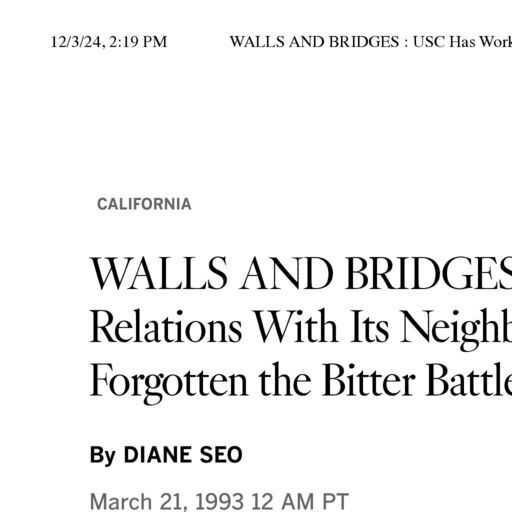 12/3/24, 2:19 PM WALLS AND BRIDGES : USC Has Work
CALIFORNIA
WALLS AND BRIDGES
Relations With Its Neighb
Forgotten the Bitter Battle
By DIANE SEO
March 21, 1993 12 AM PT